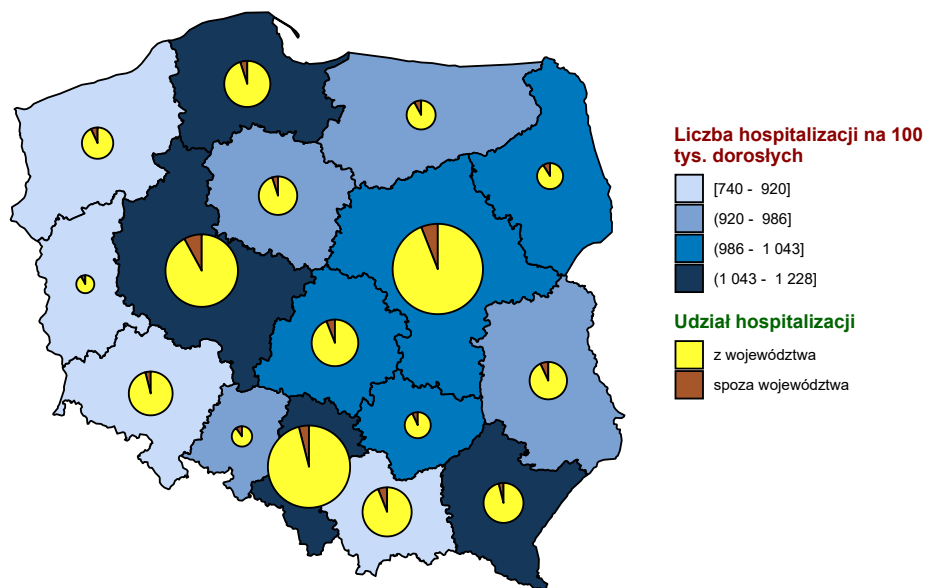 Liczba hospitalizacji na 100
tys. dorosłych
[740 - 920]
(920 - 986]
(986 - 1 043]
(1 043 - 1 228]
Udział hospitalizacji
z województwa
spoza województwa